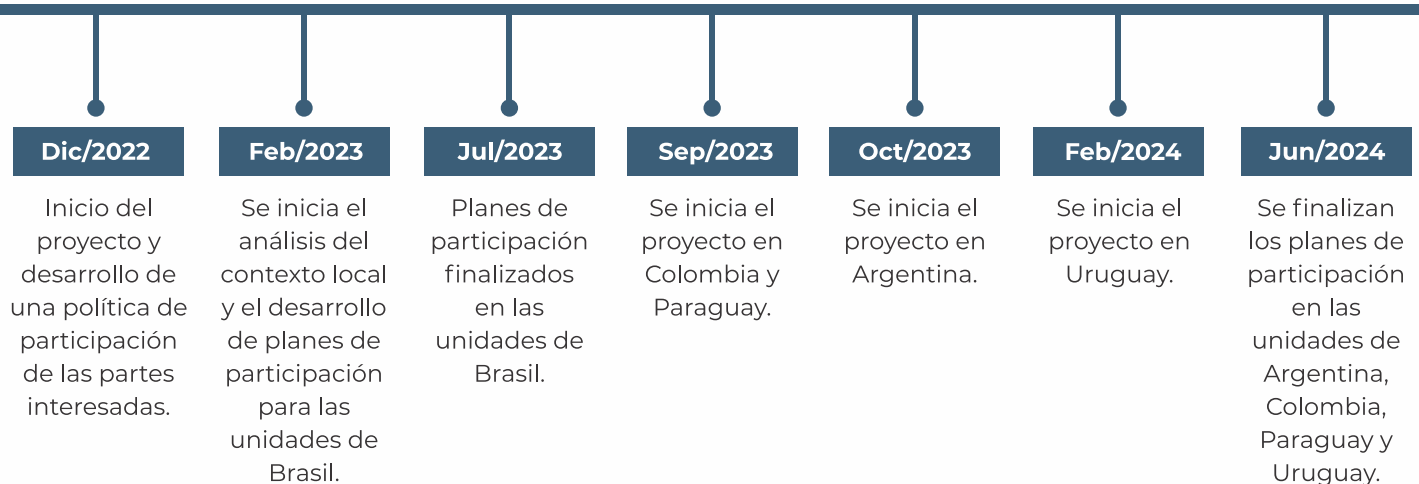 Dic/2022
Inicio del
proyecto y
desarrollo de
una política de
participación
de las partes
interesadas.
Feb/2023
Se inicia el
análisis del
contexto local
y el desarrollo
de planes de
participación
para las
unidades de
Brasil.
Jul/2023
Planes de
participación
finalizados
en las
unidades de
Brasil.
Sep/2023
Se inicia el
proyecto en
Colombia y
Paraguay.
Oct/2023
Se inicia el
proyecto en
Argentina.
Feb/2024
Se inicia el
proyecto en
Uruguay.
Jun/2024
Se finalizan
los planes de
participación
en las
unidades de
Argentina,
Colombia,
Paraguay y
Uruguay.